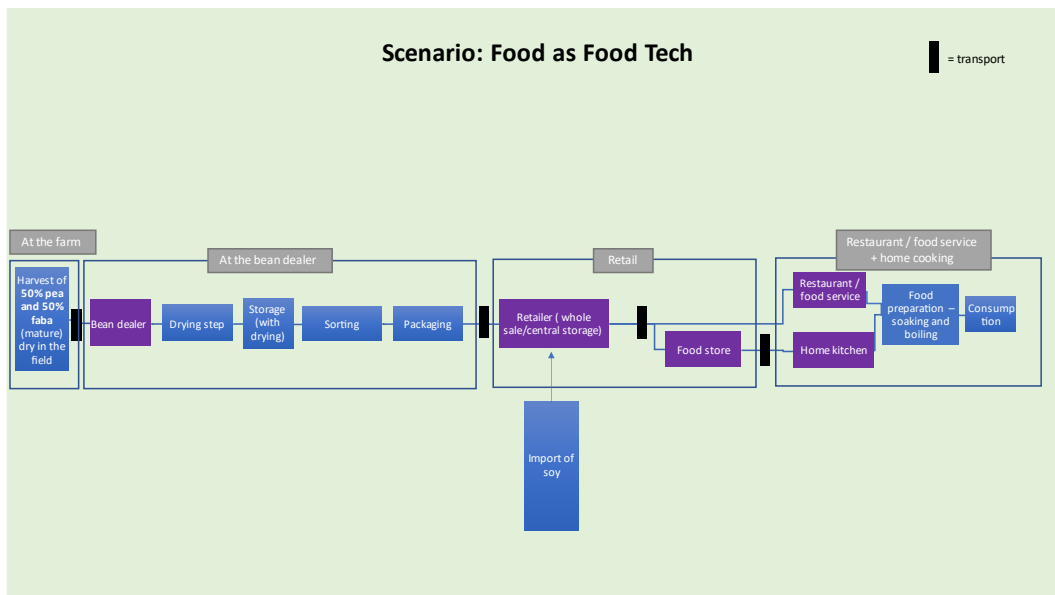 Scenario: Food as Food Tech
= transport
At the farm
Harvest of
50% pea
and 50%
faba
(mature)
dry in the
field
At the bean dealer
Bean dealer
Drying step
Storage
(with
drying)
Sorting
Packaging
Retail
Retailer ( whole
sale/central storage)
Food store
Import of
soy
Restaurant / food service
+ home cooking
Restaurant /
food service
Home kitchen
Food
preparation –
soaking and
boiling
Consump
tion